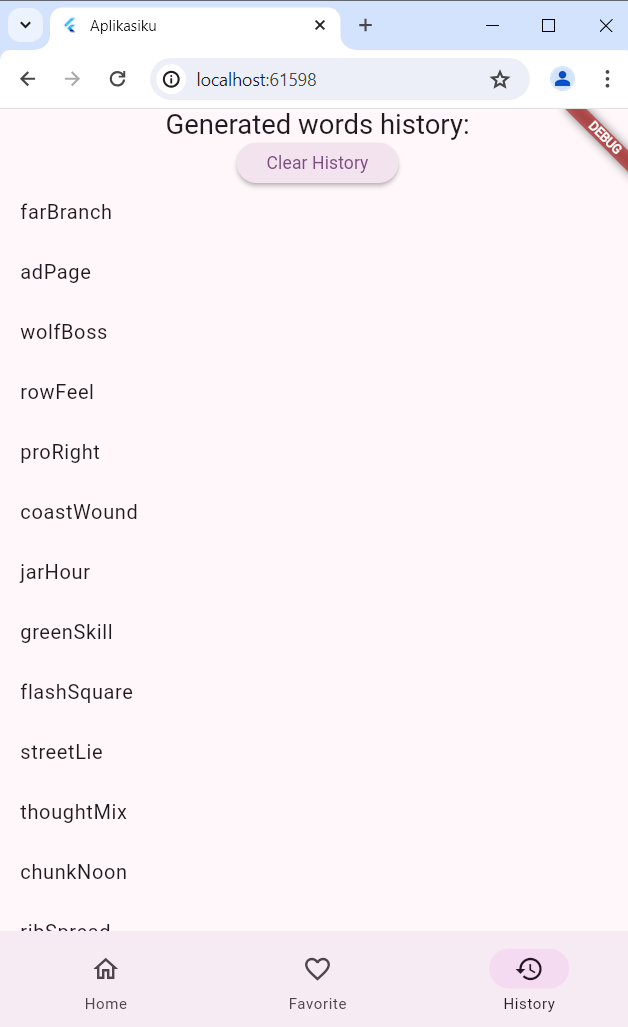 Aplikasiku
localhost:61598
Generated words history:
DEBUG
Clear History
farBranch
adPage
wolfBoss
rowFeel
proRight
coastWound
jarHour
greenSkill
flashSquare
streetLie
thoughtMix
chunkNoon
ribSpread
Home
Favorite
History